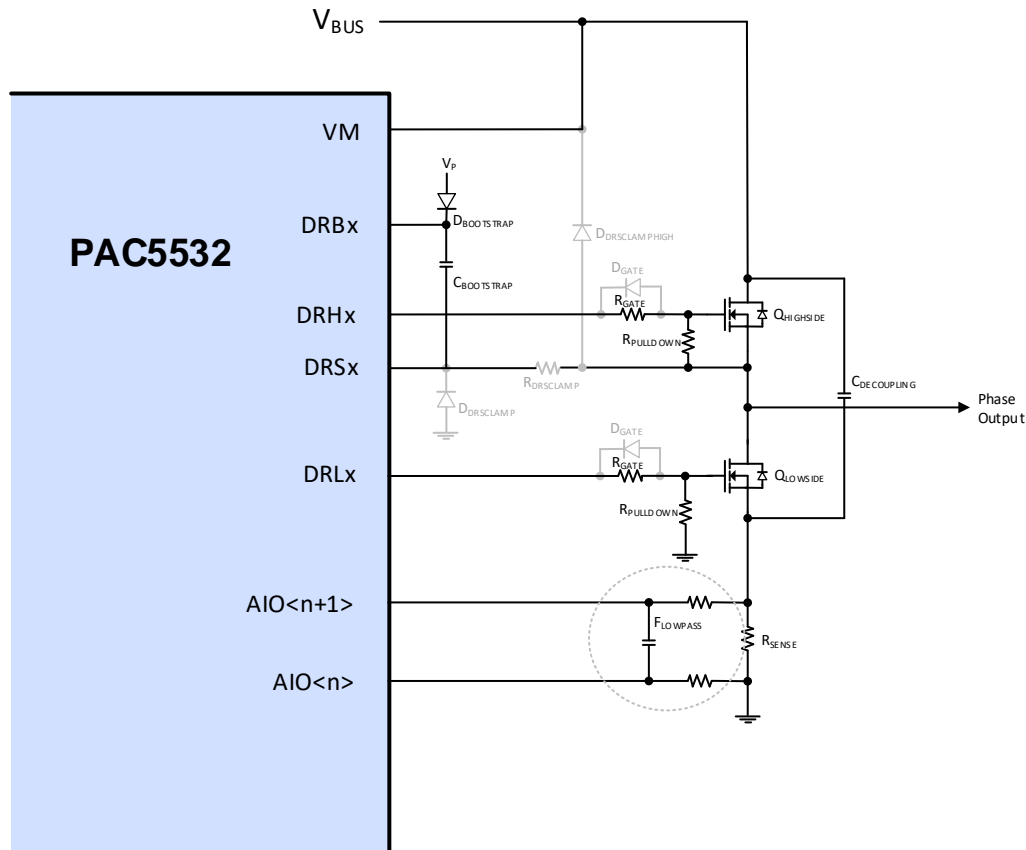 VBUS
VM
VP
DRBx
DBOOTSTRAP
PAC5532
DDRSCLAMPHIGH
CBOOTSTRAP
DGATE
RGATE
DRHx
QHIGHSIDE
RPULLDOWN
DRSx
RDRSCLAMP
CDECOUPLING
DDRSCLAMP
Phase
Output
DGATE
RGATE
DRLx
QLOWSIDE
RPULLDOWN
AIO<n+1>
FLOWPASS
RSENSE
AIO<n>